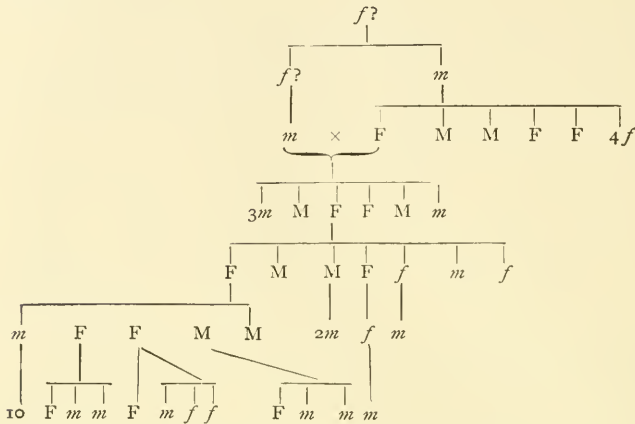 f?
f? m
m × F M M F F 4f
3m M F F M m
F M M F f m f
m F F M M 2m f m
10 F m m F m f f F m m m